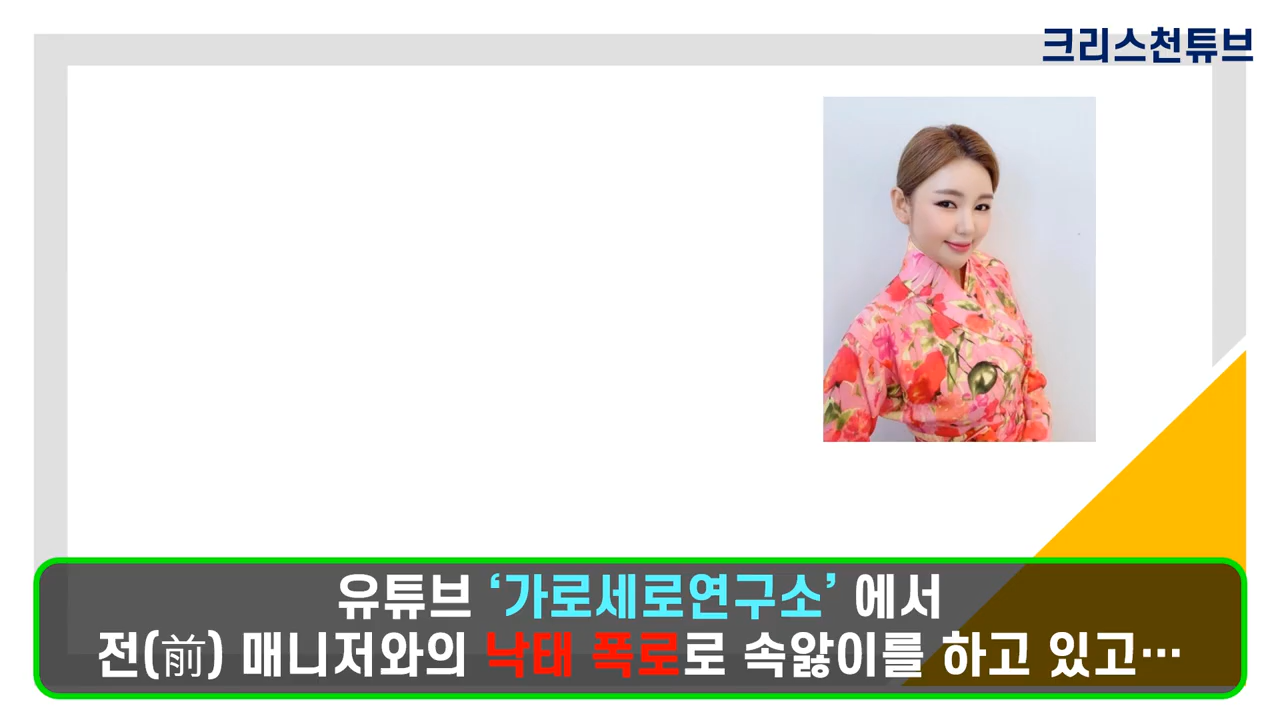 크리스천튜브
유튜브 ‘가로세로연구소’ 에서
전(前) 매니저와의 낙태 폭로로 속앓이를 하고 있고…